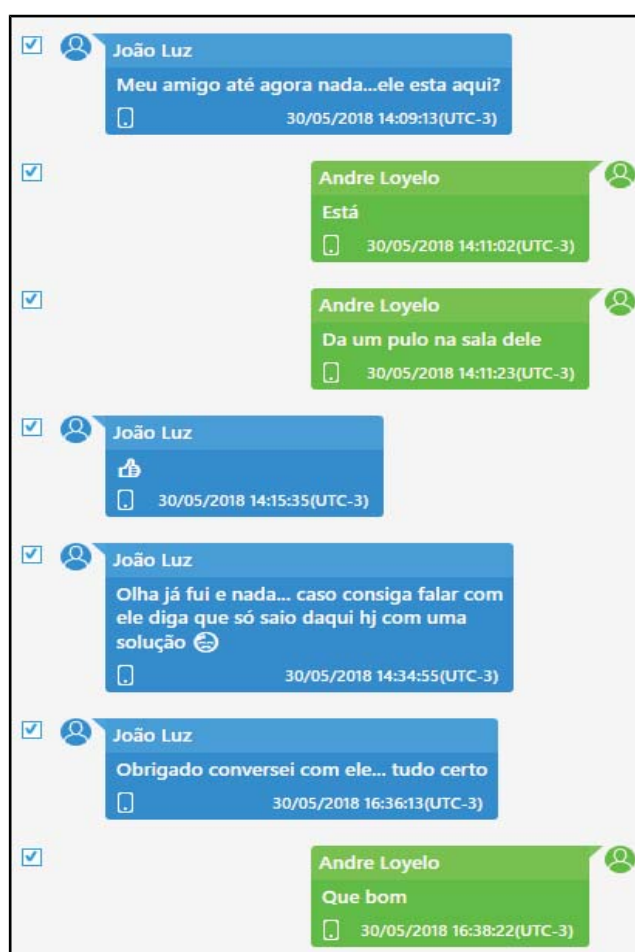 João Luz
Meu amigo até agora nada...ele esta aqui?
30/05/2018 14:09:13(UTC-3)
Andre Loyelo
Está
30/05/2018 14:11:02(UTC-3)
Andre Loyelo
Da um pulo na sala dele
30/05/2018 14:11:23(UTC-3)
João Luz
👍
30/05/2018 14:15:35(UTC-3)
João Luz
Olha já fui e nada... caso consiga falar com
ele diga que só saio daqui hj com uma
solução
30/05/2018 14:34:55(UTC-3)
João Luz
Obrigado conversei com ele... tudo certo
30/05/2018 16:36:13(UTC-3)
Andre Loyelo
Que bom
30/05/2018 16:38:22(UTC-3)